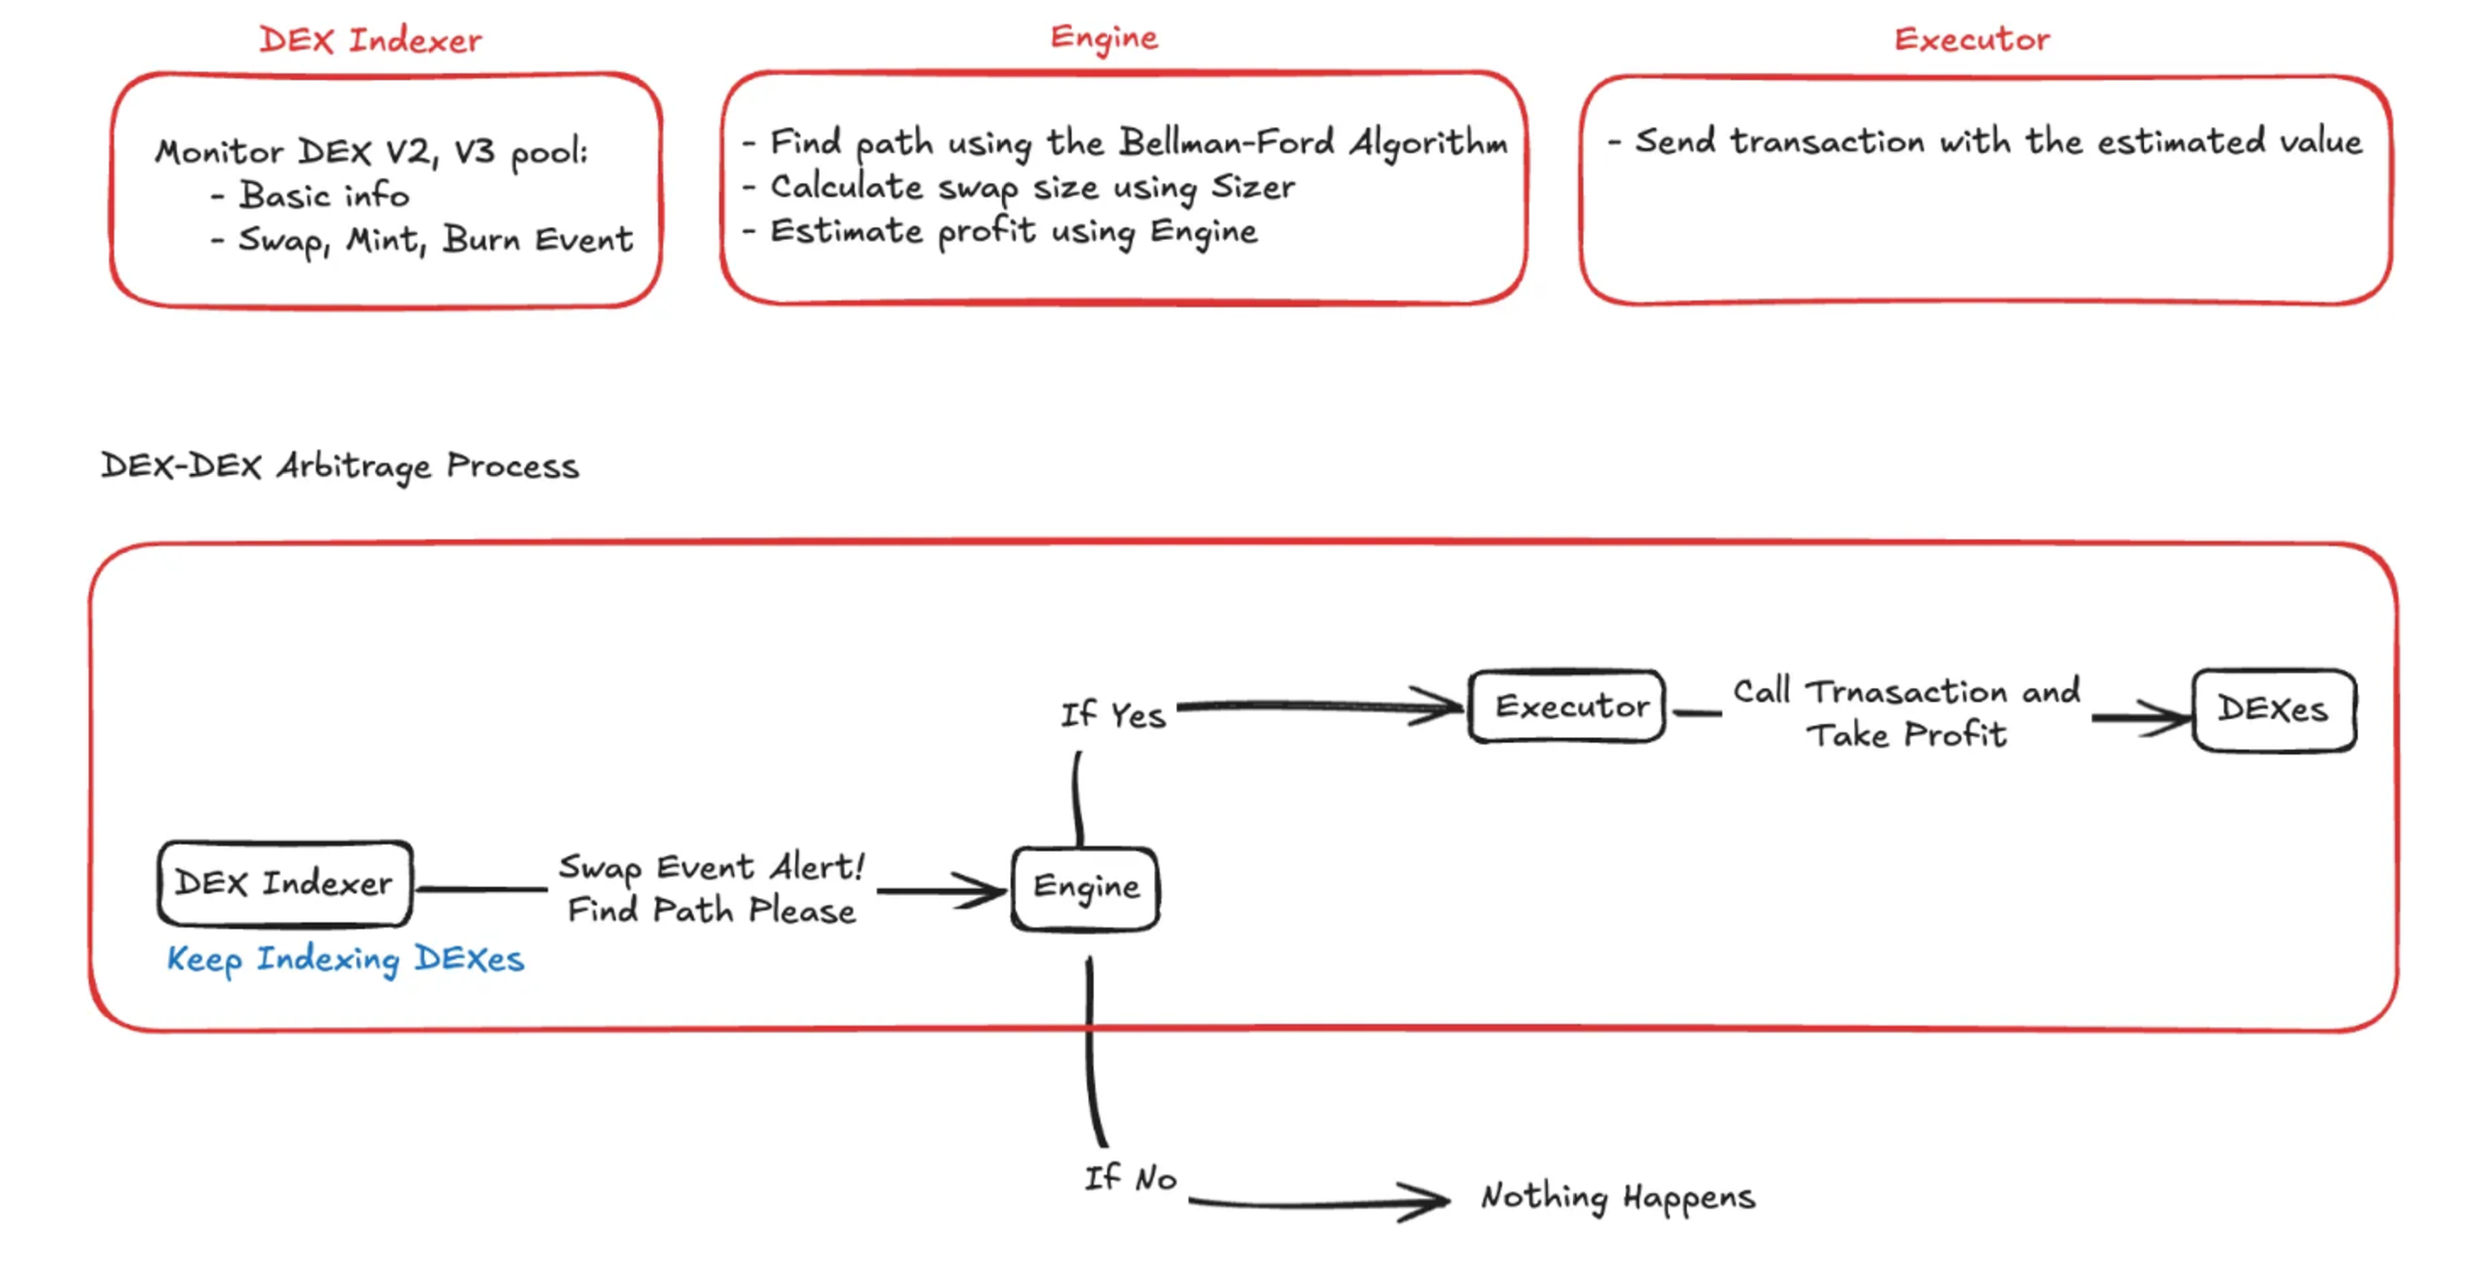 DEX Indexer
Monitor DEX V2, V3 pool:
- Basic info
- Swap, Mint, Burn Event
Engine
- Find path using the Bellman-Ford Algorithm
- Calculate swap size using Sizer
- Estimate profit using Engine
Executor
- Send transaction with the estimated value
DEX-DEX Arbitrage Process
DEX Indexer
Keep Indexing DEXes
Swap Event Alert!
Find Path Please
Engine
If Yes
Executor
Call Trnasaction and
Take Profit
DEXes
If No
Nothing Happens